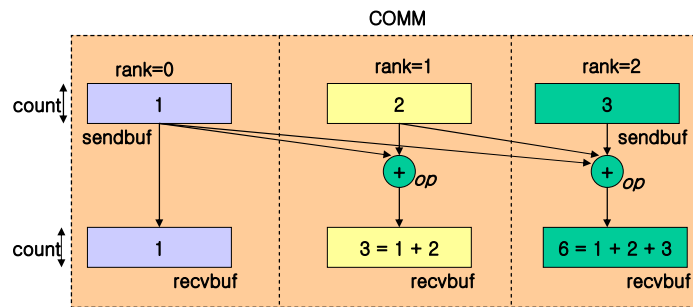 COMM
rank=0 rank=1 rank=2
count 1 2 3
sendbuf sendbuf
+ op + op
count 1 3 = 1 + 2 6 = 1 + 2 + 3
recvbuf recvbuf recvbuf